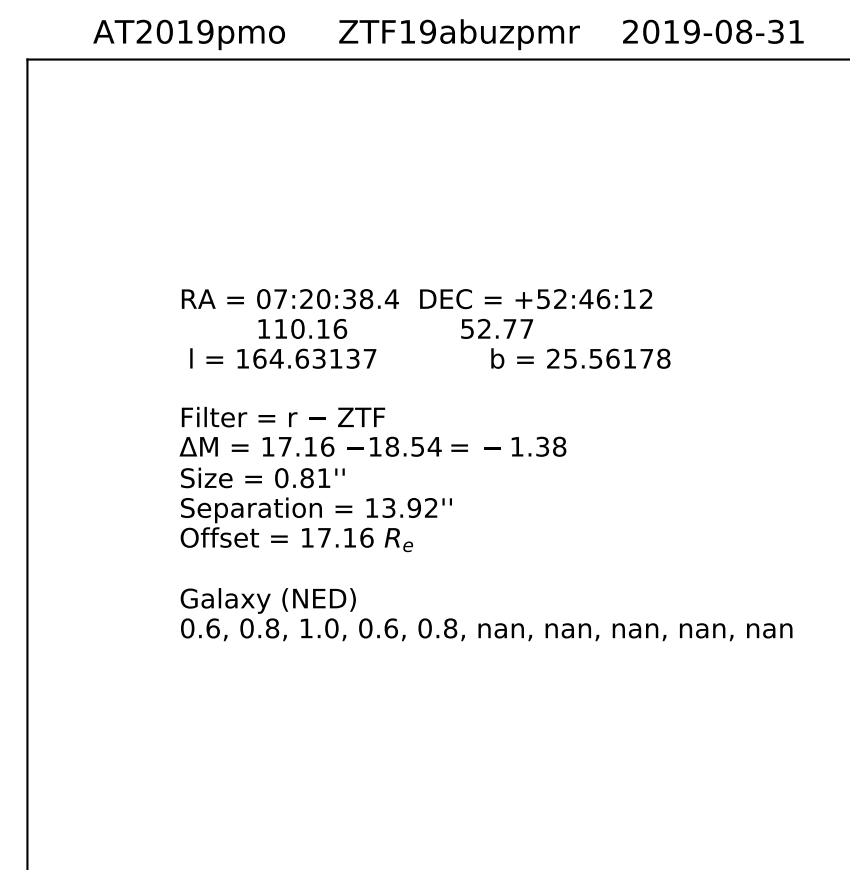 AT2019pmo ZTF19abuzpmr 2019-08-31
RA = 07:20:38.4 DEC = +52:46:12
110.16 52.77
l = 164.63137 b = 25.56178
Filter = r − ZTF
ΔM = 17.16 −18.54 = − 1.38
Size = 0.81''
Separation = 13.92''
Offset = 17.16 Re
Galaxy (NED)
0.6, 0.8, 1.0, 0.6, 0.8, nan, nan, nan, nan, nan